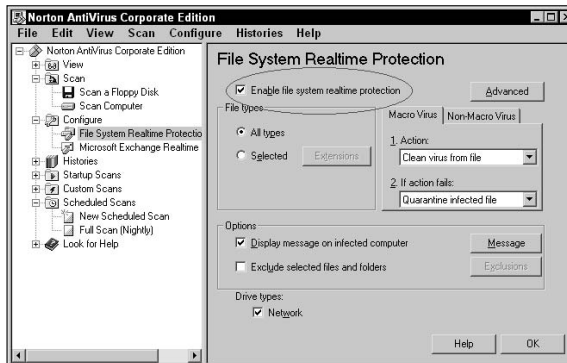 Norton AntiVirus Corporate Edition
File Edit View Scan Configure Histories Help
Norton AntiVirus Corporate Edition
View
Scan
Scan a Floppy Disk
Scan Computer
Configure
File System Realtime Protectio
Microsoft Exchange Realtime
Histories
Startup Scans
Custom Scans
Scheduled Scans
New Scheduled Scan
Full Scan (Nightly)
Look for Help
File System Realtime Protection
Enable file system realtime protection
Advanced
File types
All types
Selected
Extensions
Macro Virus
Non-Macro Virus
1. Action:
Clean virus from file
2. If action fails:
Quarantine infected file
Options
Display message on infected computer
Message
Exclude selected files and folders
Exclusions
Drive types:
Network
Help
OK